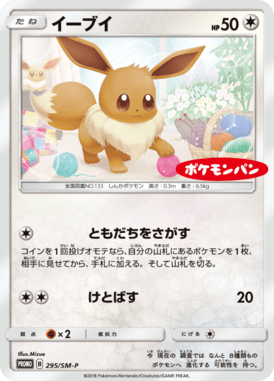 たね イーブイ HP 50
ポケモンパン
全国図鑑NO.133 しんかポケモン 高さ:0.3m 重さ:6.5kg
ともだちをさがす
コインを1回投げオモテなら、自分の山札にあるポケモンを1枚、
相手に見せてから、手札に加える。そして山札を切る。
けとばす 20
弱点 ×2 抵抗力 にげる
Illus.Mizue
PROMO 295/SM-P
今現在の調査では なんと 8種類もの
ポケモンへ 進化する 可能性を 持つ。
©2018 Pokémon/Nintendo/Creatures/GAME FREAK.